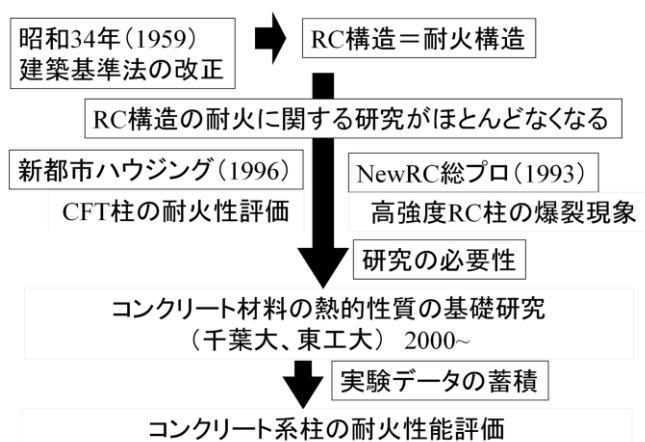 昭和34年(1959)
建築基準法の改正
RC構造=耐火構造
RC構造の耐火に関する研究がほとんどなくなる
新都市ハウジング(1996)
CFT柱の耐火性評価
NewRC総プロ(1993)
高強度RC柱の爆裂現象
研究の必要性
コンクリート材料の熱的性質の基礎研究
(千葉大、東工大) 2000~
実験データの蓄積
コンクリート系柱の耐火性能評価